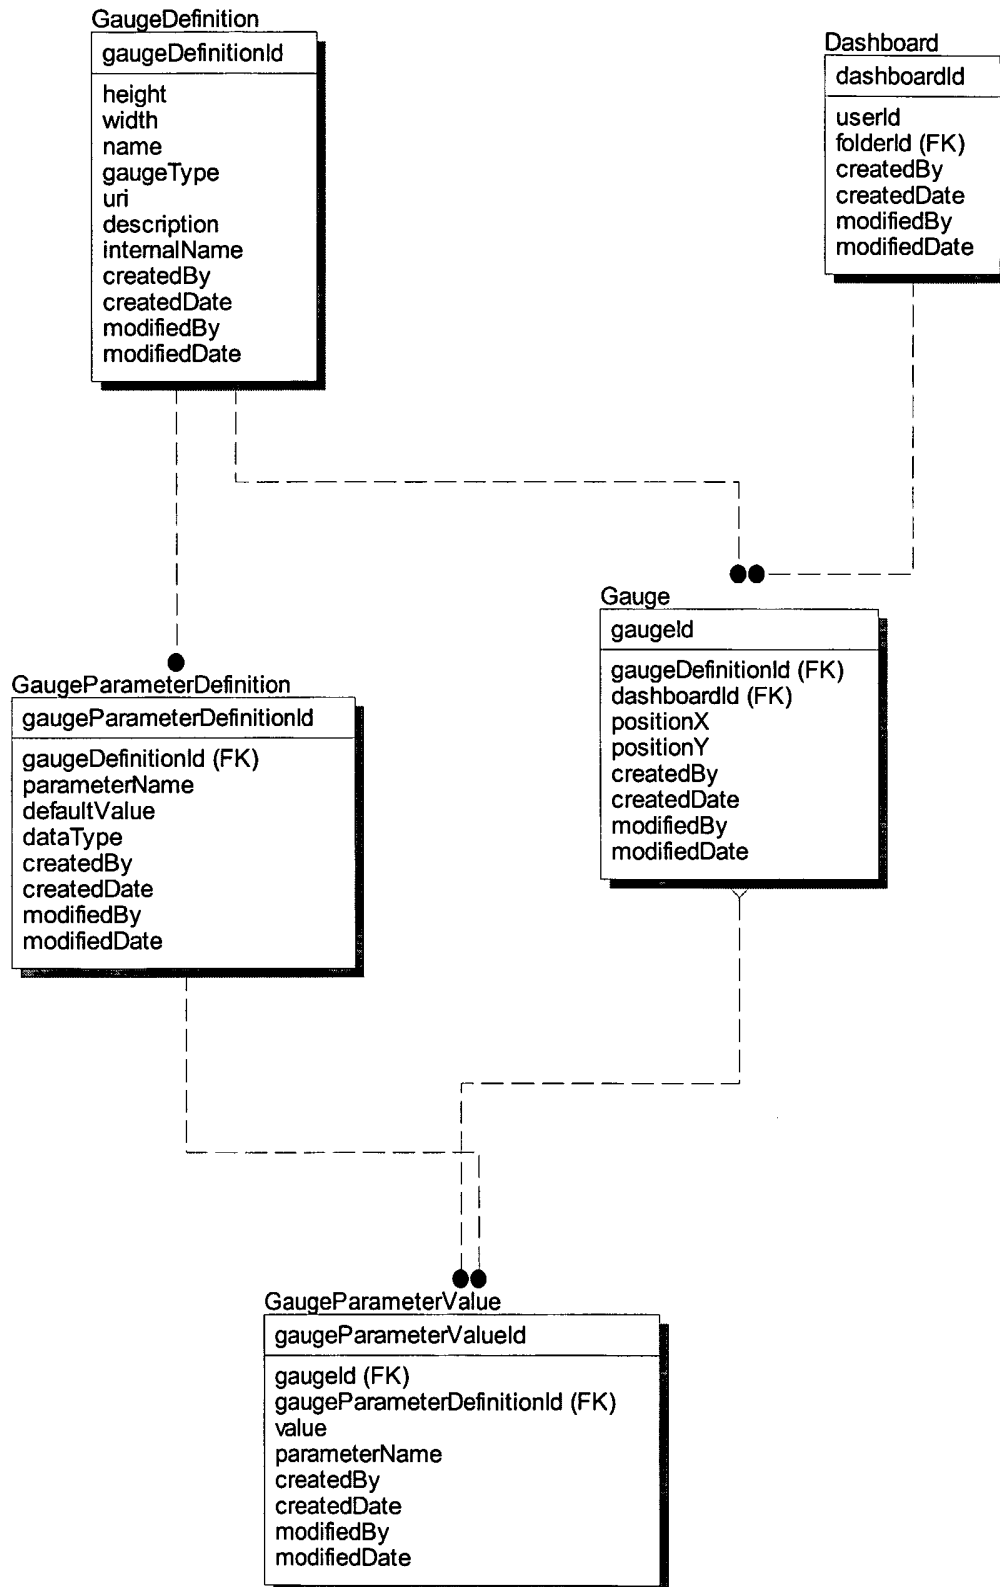 GaugeDefinition
gaugeDefinitionId
height
width
name
gaugeType
uri
description
internalName
createdBy
createdDate
modifiedBy
modifiedDate
Dashboard
dashboardId
userId
folderId (FK)
createdBy
createdDate
modifiedBy
modifiedDate
Gauge
gaugeId
gaugeDefinitionId (FK)
dashboardId (FK)
positionX
positionY
createdBy
createdDate
modifiedBy
modifiedDate
GaugeParameterDefinition
gaugeParameterDefinitionId
gaugeDefinitionId (FK)
parameterName
defaultValue
dataType
createdBy
createdDate
modifiedBy
modifiedDate
GaugeParameterValue
gaugeParameterValueId
gaugeId (FK)
gaugeParameterDefinitionId (FK)
value
parameterName
createdBy
createdDate
modifiedBy
modifiedDate